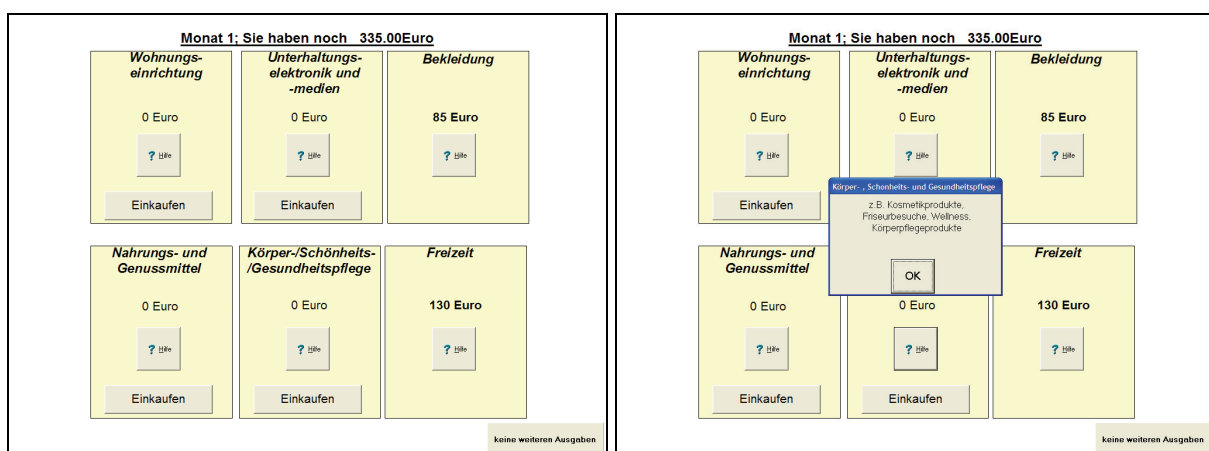 Monat 1; Sie haben noch 335.00Euro
Wohnungs-
einrichtung
0 Euro
? Hilfe
Einkaufen
Unterhaltungs-
elektronik und
-medien
0 Euro
? Hilfe
Einkaufen
Bekleidung
85 Euro
? Hilfe
Nahrungs- und
Genussmittel
0 Euro
? Hilfe
Einkaufen
Körper-/Schönheits-
/Gesundheitspflege
0 Euro
? Hilfe
Einkaufen
Freizeit
130 Euro
? Hilfe
keine weiteren Ausgaben
Monat 1; Sie haben noch 335.00Euro
Wohnungs-
einrichtung
0 Euro
? Hilfe
Einkaufen
Unterhaltungs-
elektronik und
-medien
0 Euro
Bekleidung
85 Euro
? Hilfe
Körper- , Schonheits- und Gesundheitspflege
z.B. Kosmetikprodukte,
Friseurbesuche, Wellness,
Körperpflegeprodukte
OK
Nahrungs- und
Genussmittel
0 Euro
? Hilfe
Einkaufen
0 Euro
? Hilfe
Einkaufen
Freizeit
130 Euro
? Hilfe
keine weiteren Ausgaben